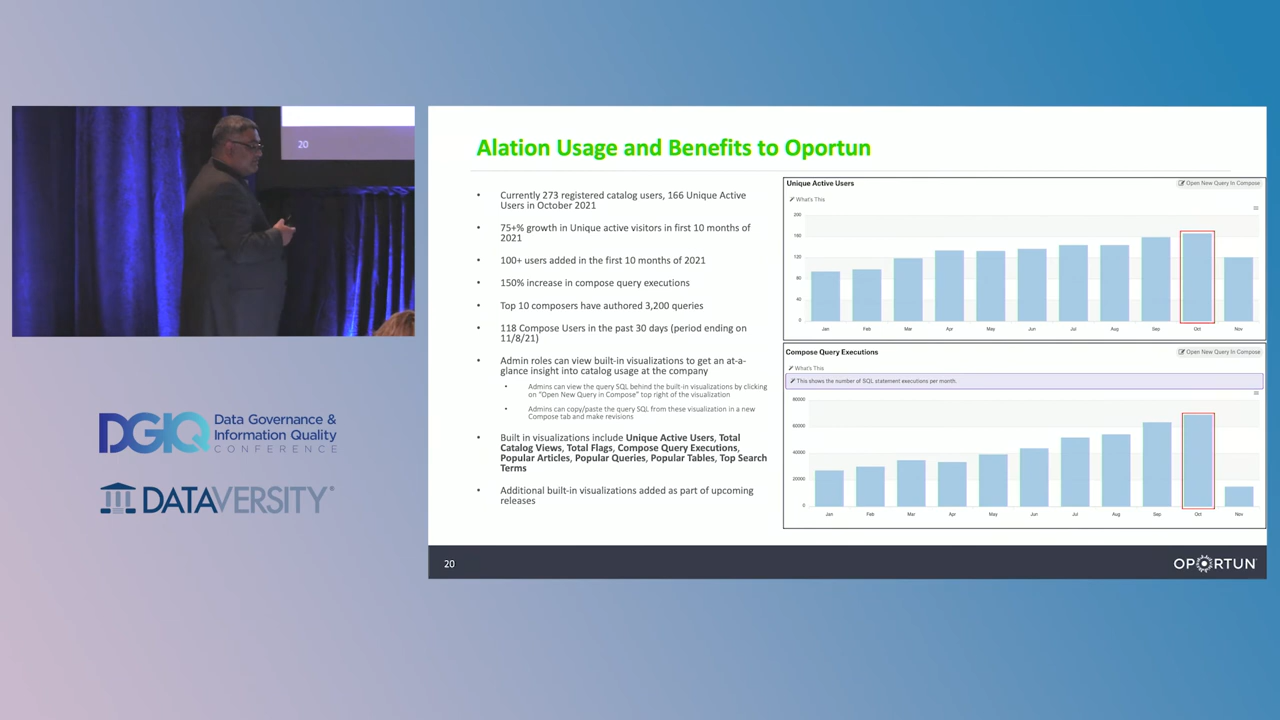 20
DGIQ
Data Governance &
Information Quality
CONFERENCE
DATAVERSITY
Alation Usage and Benefits to Oportun
• Currently 273 registered catalog users, 166 Unique Active
Users in October 2021
• 75+% growth in Unique active visitors in first 10 months of
2021
• 100+ users added in the first 10 months of 2021
• 150% increase in compose query executions
• Top 10 composers have authored 3,200 queries
• 118 Compose Users in the past 30 days (period ending on
11/8/21)
• Admin roles can view built-in visualizations to get an at-a-
glance insight into catalog usage at the company
• Admins can view the query SQL behind the built-in visualizations by clicking
on "Open New Query in Compose" top right of the visualization
• Admins can copy/paste the query SQL from these visualization in a new
Compose tab and make revisions
• Built in visualizations include Unique Active Users, Total
Catalog Views, Total Flags, Compose Query Executions,
Popular Articles, Popular Queries, Popular Tables, Top Search
Terms
• Additional built-in visualizations added as part of upcoming
releases
Unique Active Users
Open New Query In Compose
What's This
200
160
120
80
40
0
Jan Feb Mar Apr May Jun Jul Aug Sep Oct Nov
Compose Query Executions
Open New Query In Compose
What's This
This shows the number of SQL statement executions per month.
80000
60000
40000
20000
0
Jan Feb Mar Apr May Jun Jul Aug Sep Oct Nov
20
OPORTUN